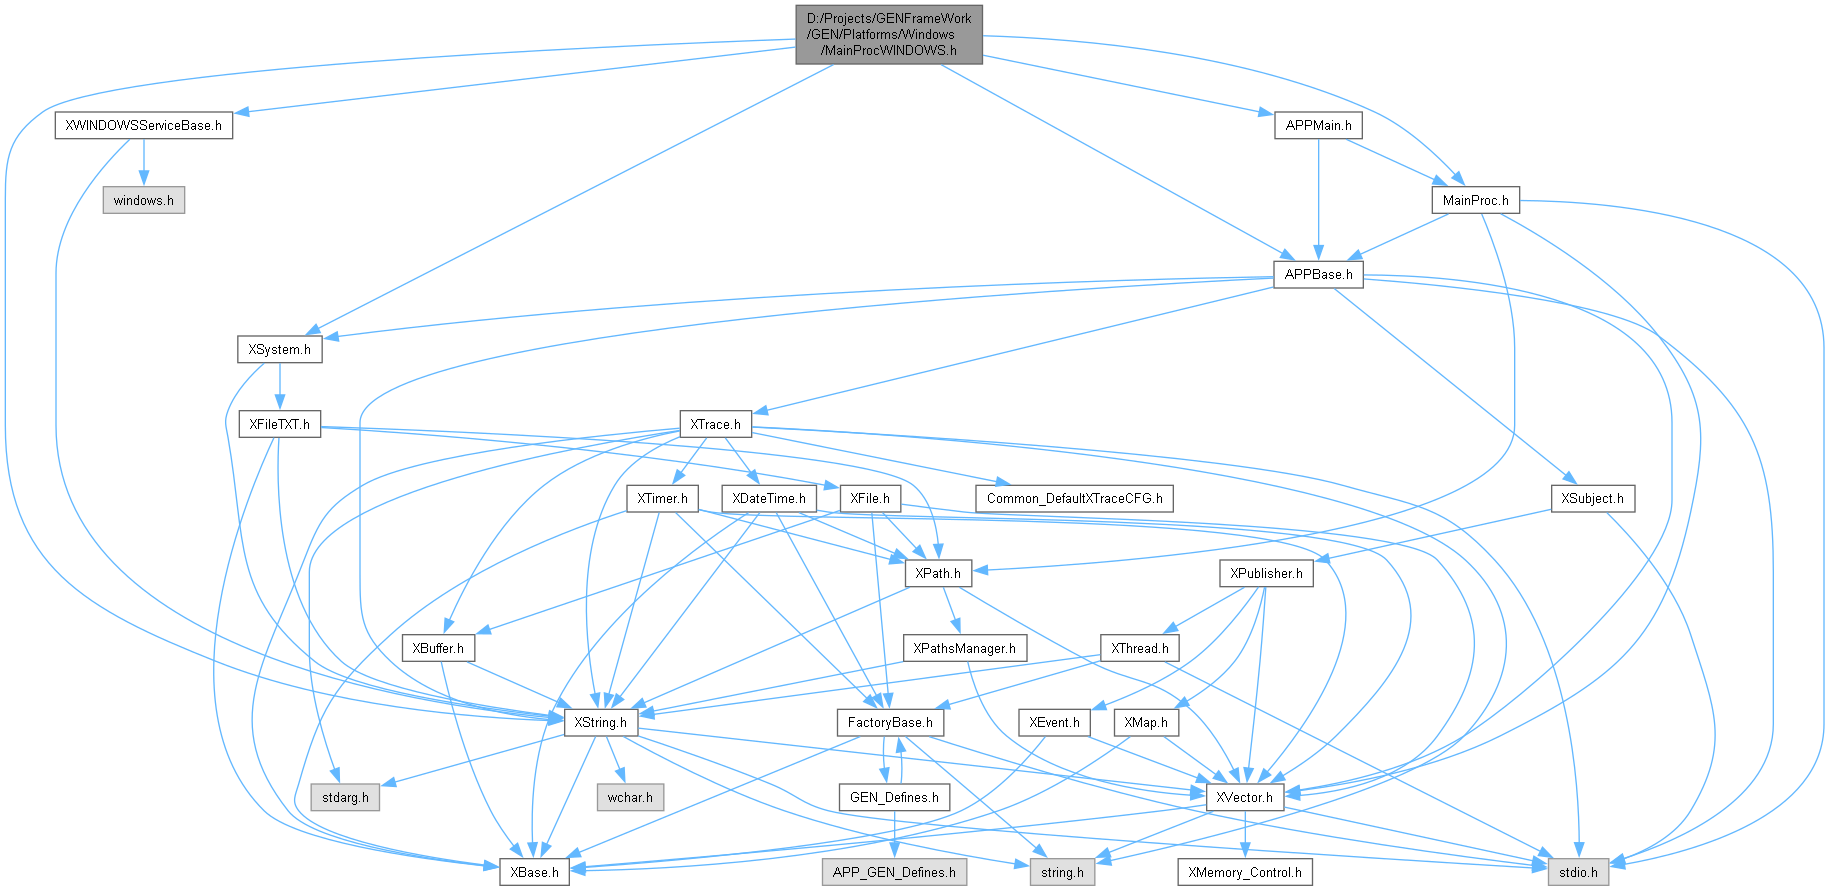 D:/Projects/GENFrameWork
/GEN/Platforms/Windows
/MainProcWINDOWS.h
XWINDOWSServiceBase.h
APPMain.h
windows.h
MainProc.h
APPBase.h
XSystem.h
XFileTXT.h
XTrace.h
XTimer.h
XDateTime.h
XFile.h
Common_DefaultXTraceCFG.h
XSubject.h
XPath.h
XPublisher.h
XBuffer.h
XPathsManager.h
XThread.h
XString.h
FactoryBase.h
XEvent.h
XMap.h
stdarg.h
wchar.h
GEN_Defines.h
XVector.h
XBase.h
APP_GEN_Defines.h
string.h
XMemory_Control.h
stdio.h